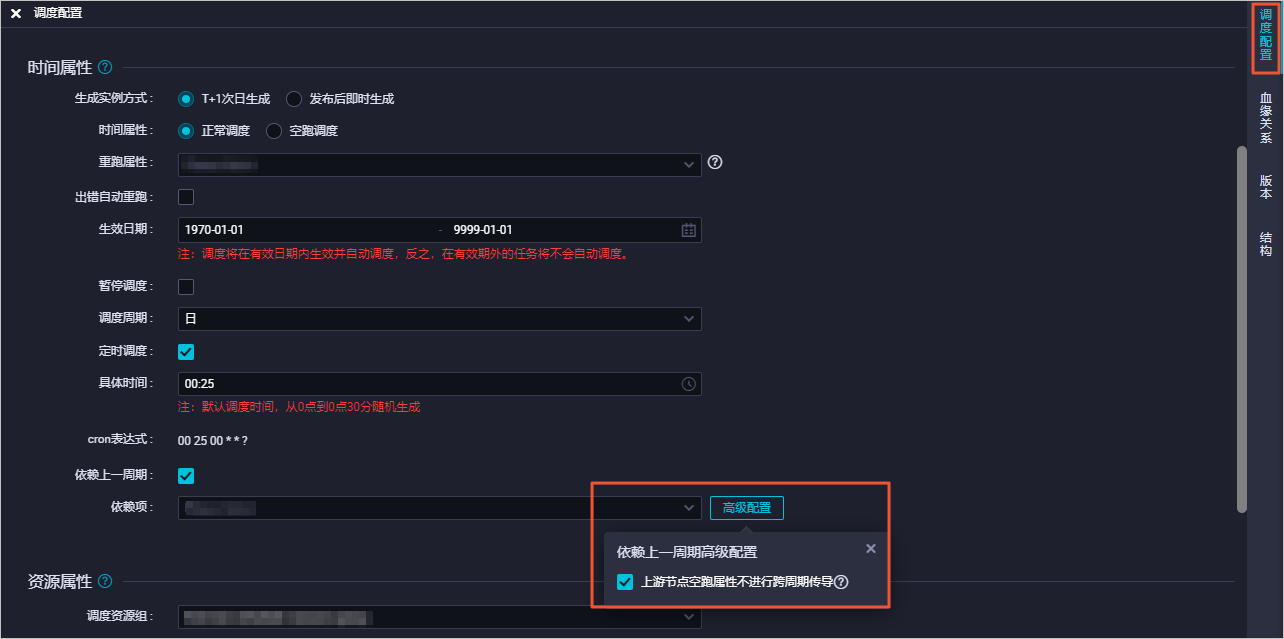 调度配置
时间属性
生成实例方式： T+1次日生成 发布后即时生成
时间属性： 正常调度 空跑调度
重跑属性：
出错自动重跑：
生效日期： 1970-01-01 - 9999-01-01
注：调度将在有效日期内生效并自动调度，反之，在有效期外的任务将不会自动调度。
暂停调度：
调度周期： 日
定时调度：
具体时间： 00:25
注：默认调度时间，从0点到0点30分随机生成
cron表达式： 00 25 00 * * ?
依赖上一周期：
依赖项： 高级配置
依赖上一周期高级配置
上游节点空跑属性不进行跨周期传导
资源属性
调度资源组：
调度配置
血缘关系
版本
结构